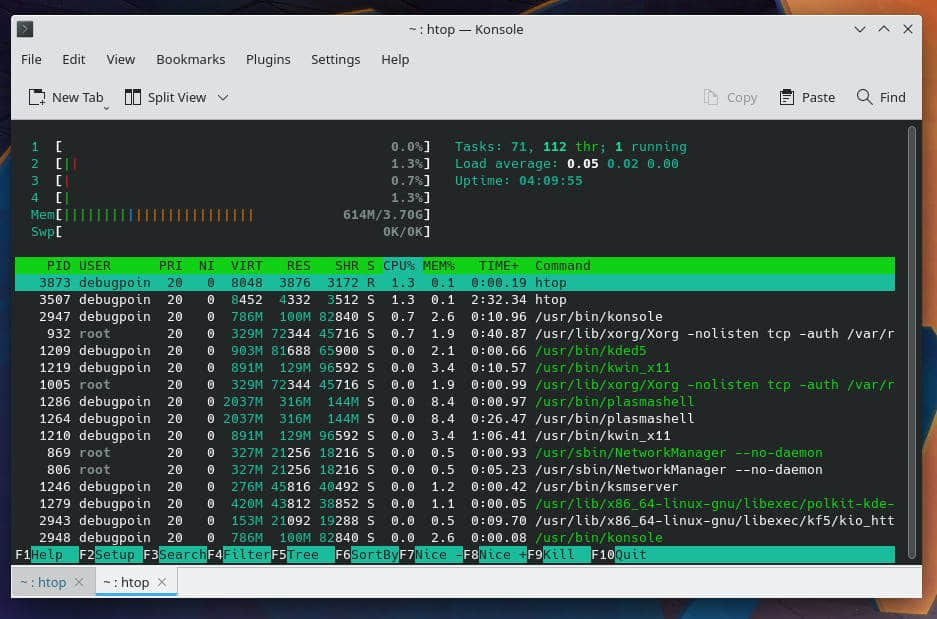 ~ : htop — Konsole
File Edit View Bookmarks Plugins Settings Help
New Tab Split View Copy Paste Find
1 [ 0.0%] Tasks: 71, 112 thr; 1 running
2 [|| 1.3%] Load average: 0.05 0.02 0.00
3 [| 0.7%] Uptime: 04:09:55
4 [| 1.3%]
Mem[|||||||||||||||||||||||| 614M/3.70G]
Swp[ 0K/0K]
PID USER PRI NI VIRT RES SHR S CPU% MEM% TIME+ Command
3873 debugpoin 20 0 8048 3876 3172 R 1.3 0.1 0:00.19 htop
3507 debugpoin 20 0 8452 4332 3512 S 1.3 0.1 2:32.34 htop
2947 debugpoin 20 0 786M 100M 82840 S 0.7 2.6 0:10.96 /usr/bin/konsole
932 root 20 0 329M 72344 45716 S 0.7 1.9 0:40.87 /usr/lib/xorg/Xorg -nolisten tcp -auth /var/r
1209 debugpoin 20 0 903M 81688 65900 S 0.0 2.1 0:00.66 /usr/bin/kded5
1219 debugpoin 20 0 891M 129M 96592 S 0.0 3.4 0:10.57 /usr/bin/kwin_x11
1005 root 20 0 329M 72344 45716 S 0.0 1.9 0:00.99 /usr/lib/xorg/Xorg -nolisten tcp -auth /var/r
1286 debugpoin 20 0 2037M 316M 144M S 0.0 8.4 0:00.97 /usr/bin/plasmashell
1264 debugpoin 20 0 2037M 316M 144M S 0.0 8.4 0:26.47 /usr/bin/plasmashell
1210 debugpoin 20 0 891M 129M 96592 S 0.0 3.4 1:06.41 /usr/bin/kwin_x11
869 root 20 0 327M 21256 18216 S 0.0 0.5 0:00.93 /usr/sbin/NetworkManager --no-daemon
806 root 20 0 327M 21256 18216 S 0.0 0.5 0:05.23 /usr/sbin/NetworkManager --no-daemon
1246 debugpoin 20 0 276M 45816 40492 S 0.0 1.2 0:00.42 /usr/bin/ksmserver
1279 debugpoin 20 0 420M 43812 38852 S 0.0 1.1 0:00.05 /usr/lib/x86_64-linux-gnu/libexec/polkit-kde-
2943 debugpoin 20 0 153M 21092 19288 S 0.0 0.5 0:09.70 /usr/lib/x86_64-linux-gnu/libexec/kf5/kio_htt
2948 debugpoin 20 0 786M 100M 82840 S 0.0 2.6 0:00.08 /usr/bin/konsole
F1Help F2Setup F3SearchF4FilterF5Tree F6SortByF7Nice -F8Nice +F9Kill F10Quit
~ : htop ~ : htop